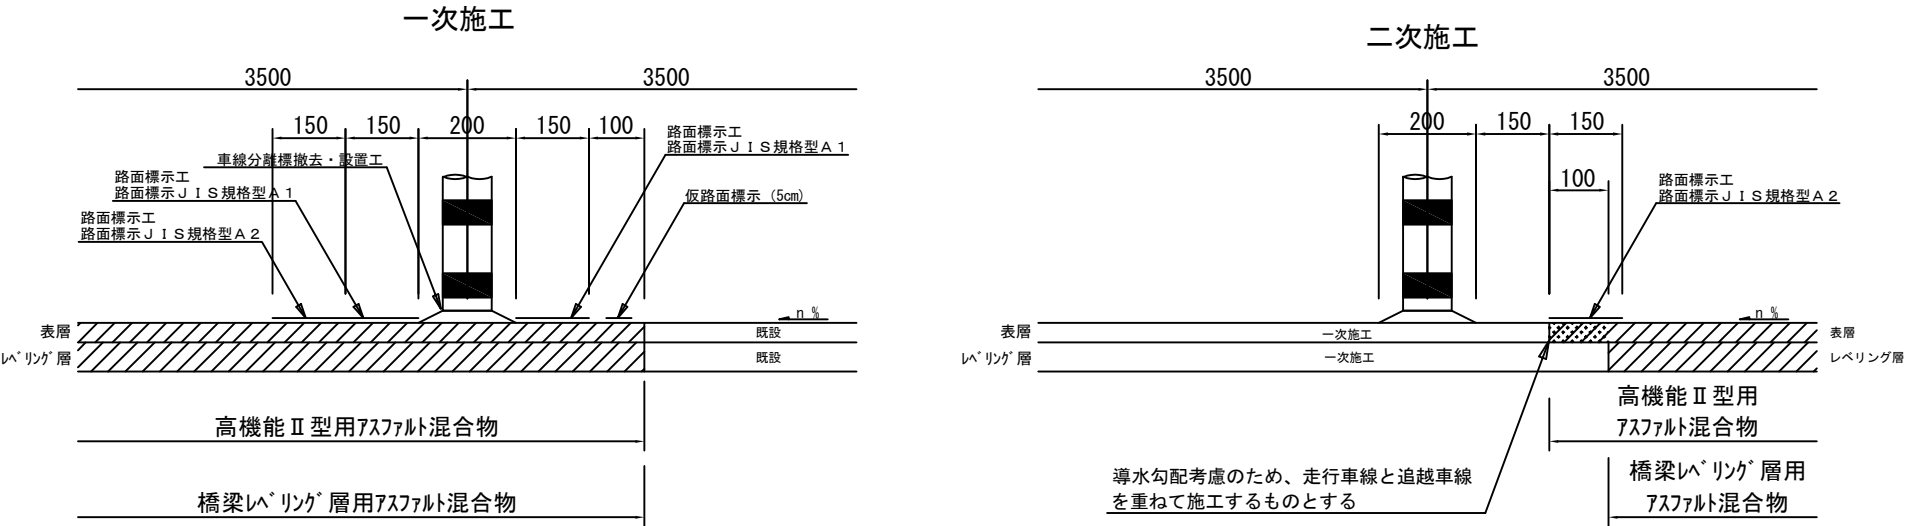 一次施工
3500
3500
150
150
200
150
100
路面標示工
路面標示ＪＩＳ規格型Ａ１
車線分離標撤去・設置工
路面標示工
路面標示ＪＩＳ規格型Ａ１
仮路面標示（5㎝）
路面標示工
路面標示ＪＩＳ規格型Ａ２
n %
表層
既設
ﾚﾍﾞﾘﾝｸﾞ層
既設
高機能Ⅱ型用ｱｽﾌｧﾙﾄ混合物
橋梁ﾚﾍﾞﾘﾝｸﾞ層用ｱｽﾌｧﾙﾄ混合物
二次施工
3500
3500
200
150
150
100
路面標示工
路面標示ＪＩＳ規格型Ａ２
n %
表層
一次施工
表層
ﾚﾍﾞﾘﾝｸﾞ層
一次施工
レベリング層
高機能Ⅱ型用
ｱｽﾌｧﾙﾄ混合物
橋梁ﾚﾍﾞﾘﾝｸﾞ層用
ｱｽﾌｧﾙﾄ混合物
導水勾配考慮のため、走行車線と追越車線
を重ねて施工するものとする